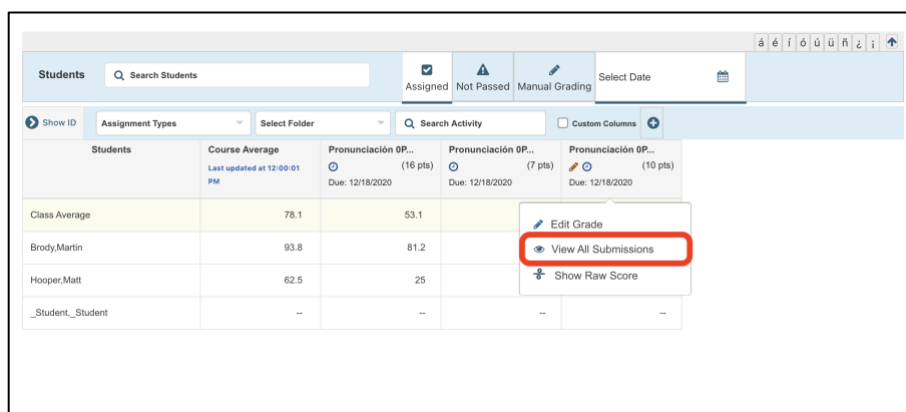 á é í ó ú ü ñ ¿ ¡
Students Search Students Assigned Not Passed Manual Grading Select Date
Show ID Assignment Types Select Folder Search Activity Custom Columns
Students Course Average Pronunciación 0P... Pronunciación 0P... Pronunciación 0P...
Last updated at 12:00:01 PM (16 pts) (7 pts) (10 pts)
Due: 12/18/2020 Due: 12/18/2020 Due: 12/18/2020
Class Average 78.1 53.1
Edit Grade
Brody,Martin 93.8 81.2
View All Submissions
Hooper,Matt 62.5 25
Show Raw Score
_Student,_Student -- -- -- --